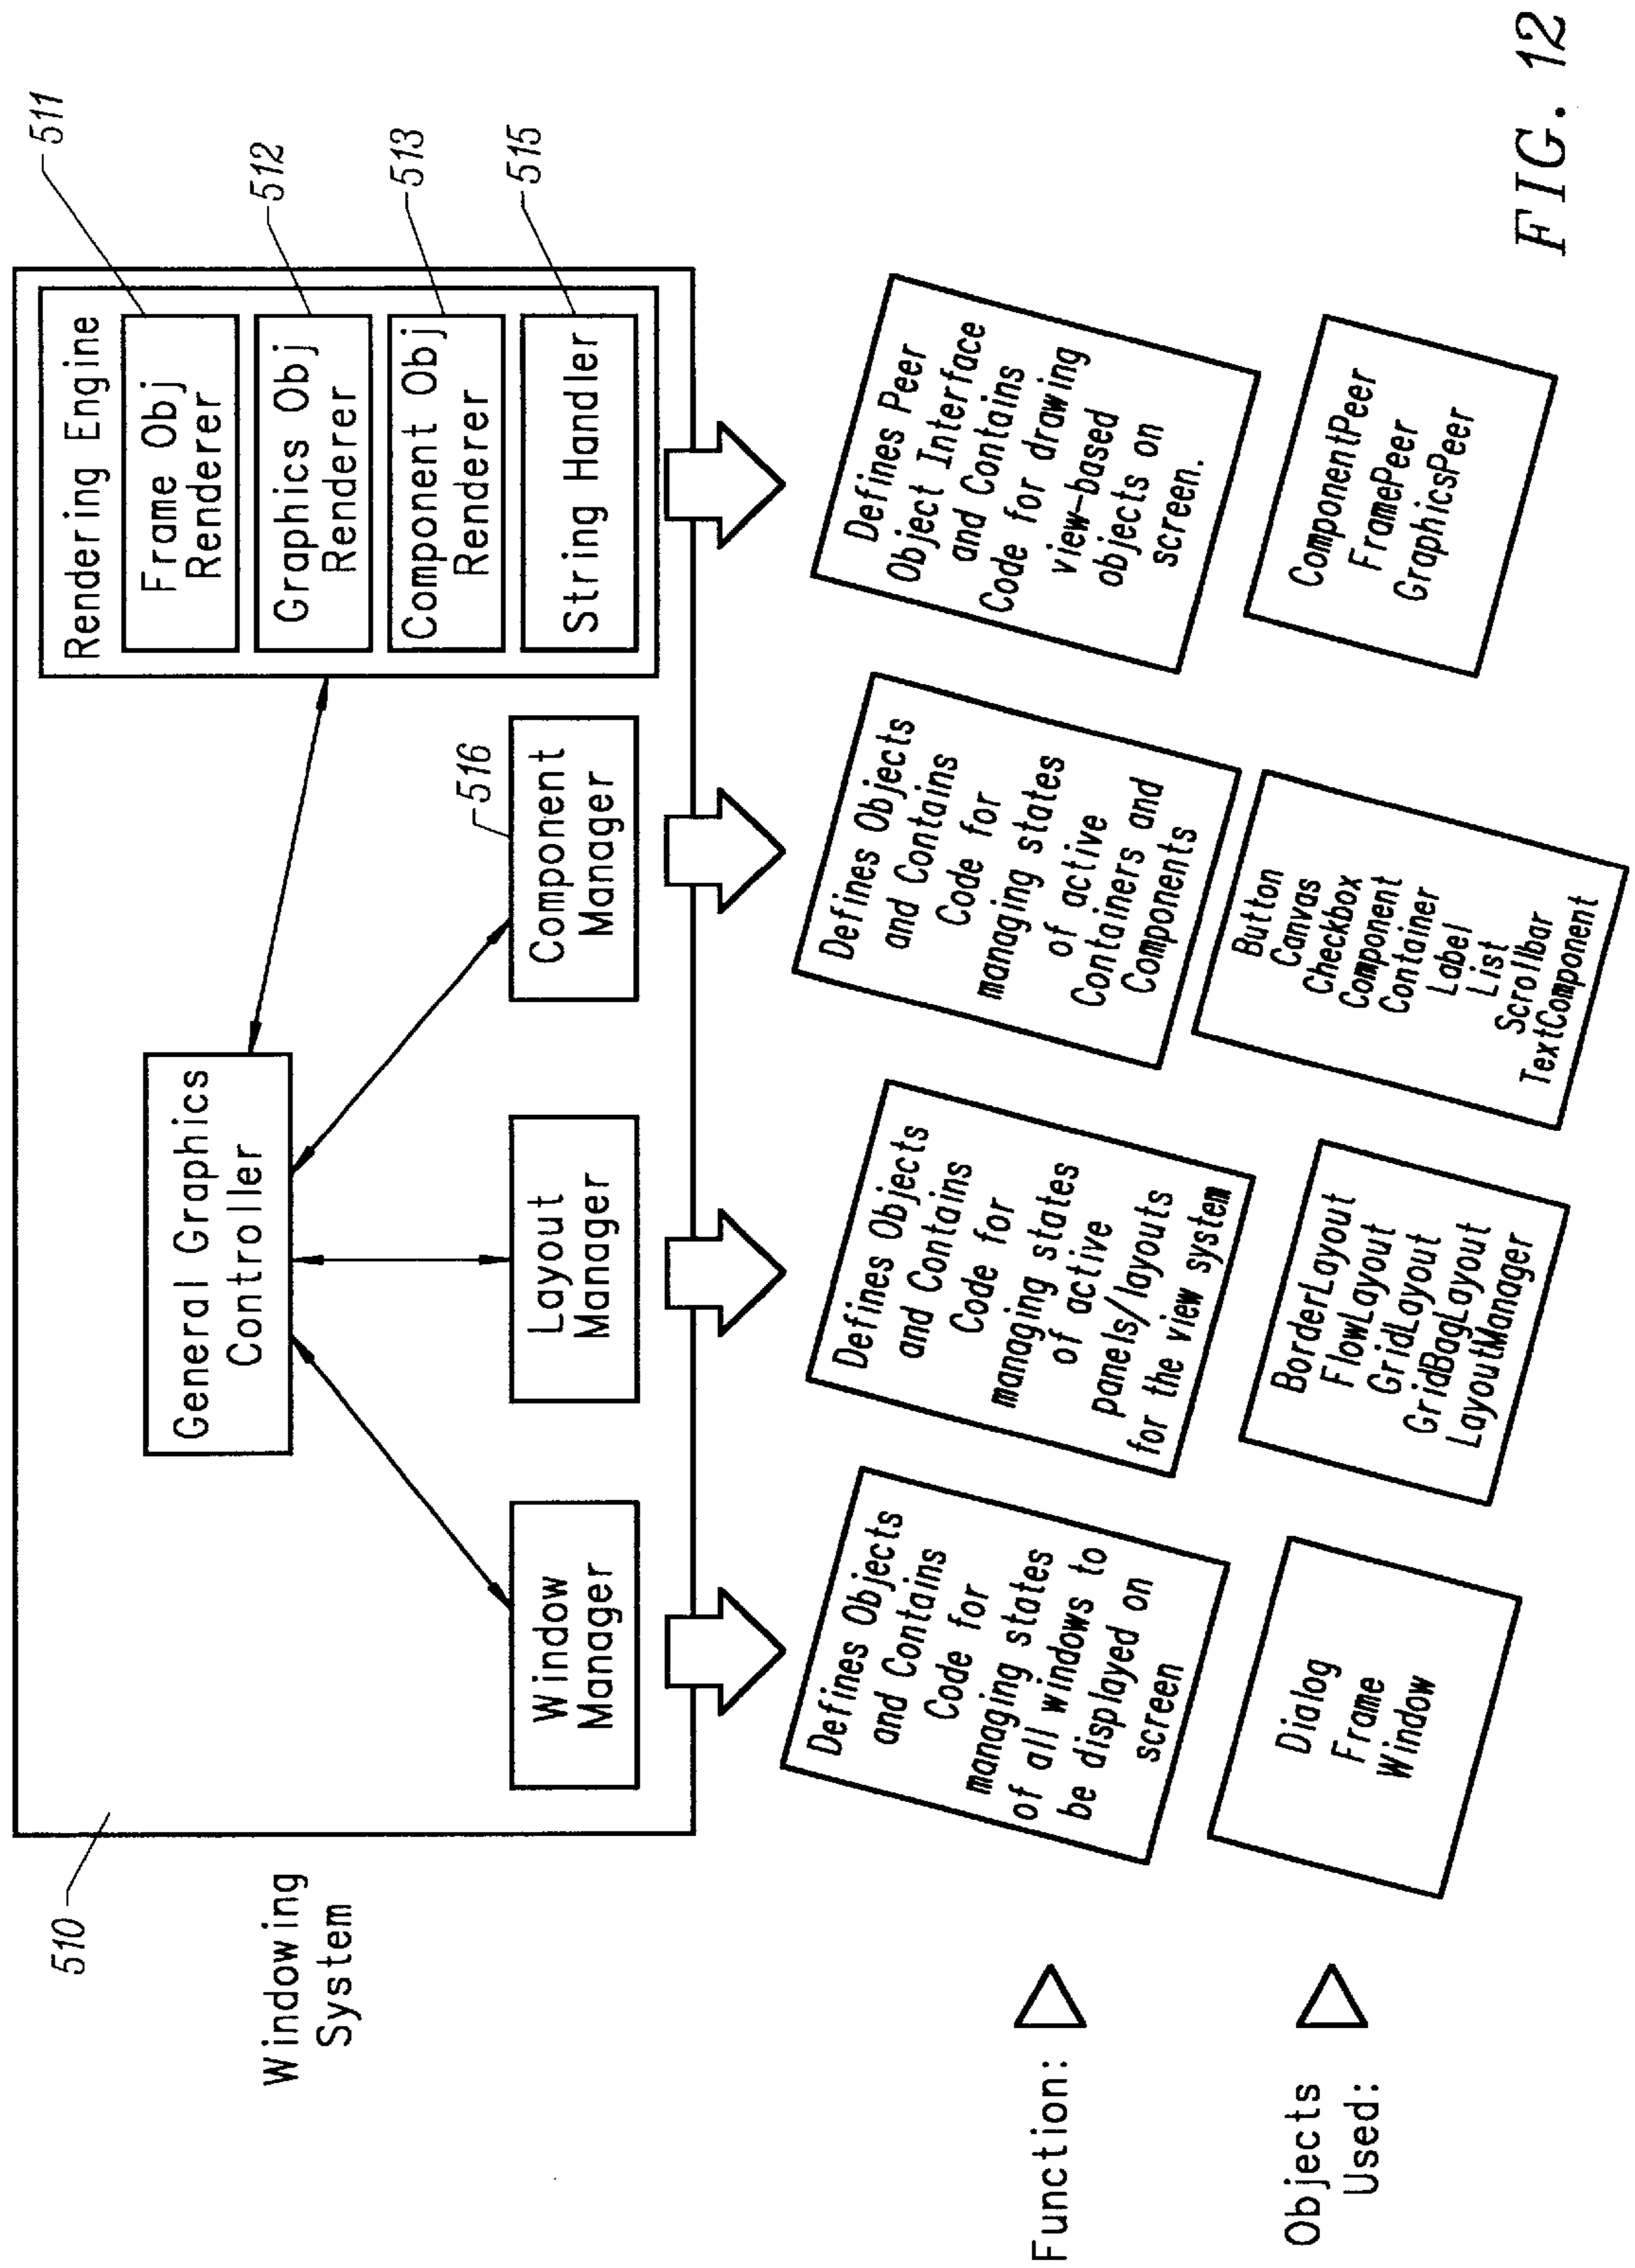 510
Windowing
System
General Graphics
Controller
Window
Manager
Layout
Manager
516
Component
Manager
Rendering Engine
Frame Obj
Renderer
Graphics Obj
Renderer
Component Obj
Renderer
String Handler
511
512
513
515
Function:
Defines Objects
and Contains
Code for
managing states
of all windows to
be displayed on
screen
Defines Objects
and Contains
Code for
managing states
of active
panels/layouts
for the view system
Defines Objects
and Contains
Code for
managing states
of active
Containers and
Components
Defines Peer
Object Interface
and Contains
Code for drawing
view-based
objects on
screen.
Objects
Used:
Dialog
Frame
Window
BorderLayout
FlowLayout
GridLayout
GridBagLayout
LayoutManager
Button
Canvas
Checkbox
Component
Container
Label
List
Scrollbar
TextComponent
ComponentPeer
FramePeer
GraphicsPeer
FIG. 12